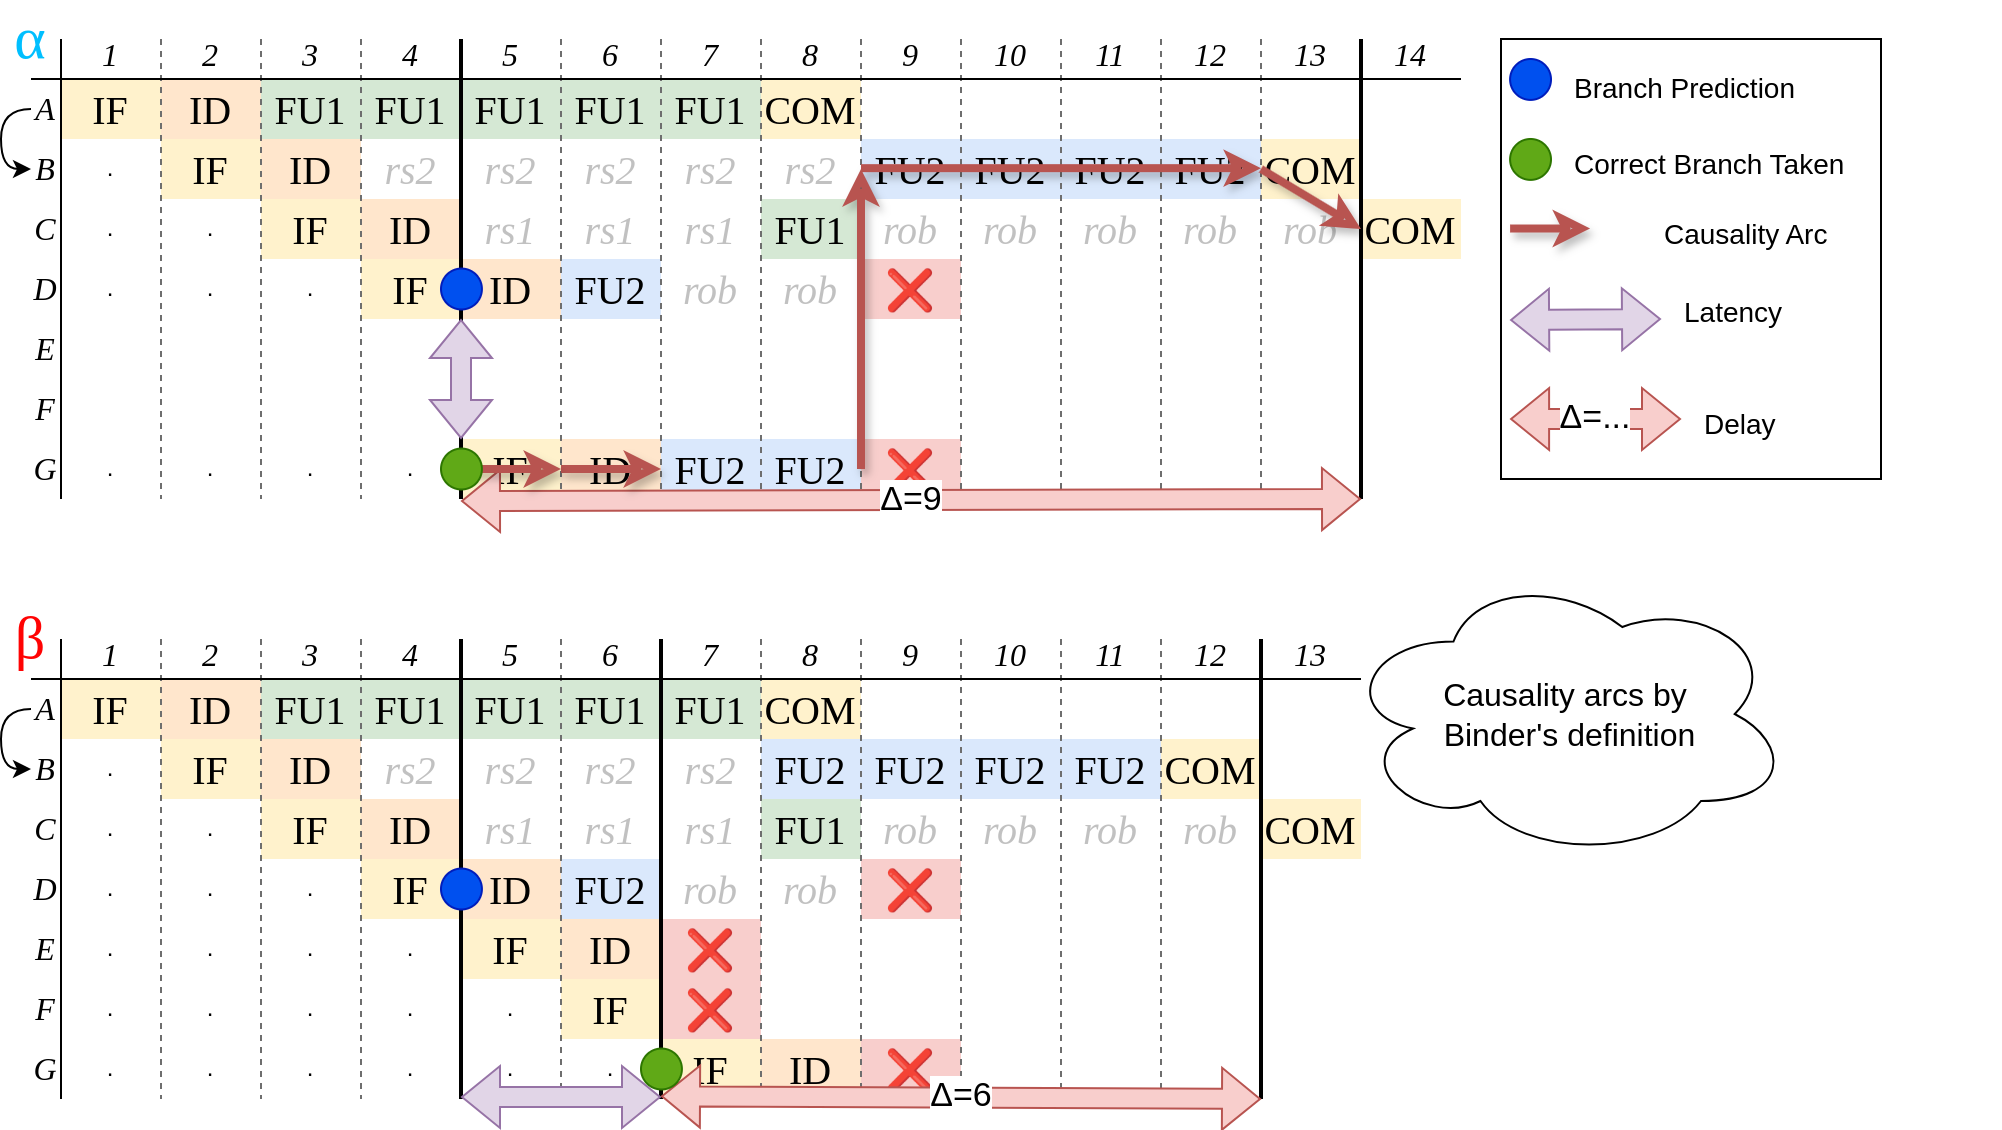 α
1 2 3 4 5 6 7 8 9 10 11 12 13 14
A IF ID FU1 FU1 FU1 FU1 FU1 COM
B . IF ID rs2 rs2 rs2 rs2 rs2 FU2 FU2 FU2 FU2 COM
C . . IF ID rs1 rs1 rs1 FU1 rob rob rob rob rob COM
D . . . IF ID FU2 rob rob ❌
E
F
G . . . . IF ID FU2 FU2 ❌
Δ=9
Branch Prediction
Correct Branch Taken
Causality Arc
Latency
Δ=... Delay
β
1 2 3 4 5 6 7 8 9 10 11 12 13
A IF ID FU1 FU1 FU1 FU1 FU1 COM
B . IF ID rs2 rs2 rs2 rs2 FU2 FU2 FU2 FU2 COM
C . . IF ID rs1 rs1 rs1 FU1 rob rob rob rob COM
D . . . IF ID FU2 rob rob ❌
E . . . . IF ID ❌
F . . . . . IF ❌
G . . . . . . IF ID ❌
Δ=6
Causality arcs by
Binder's definition